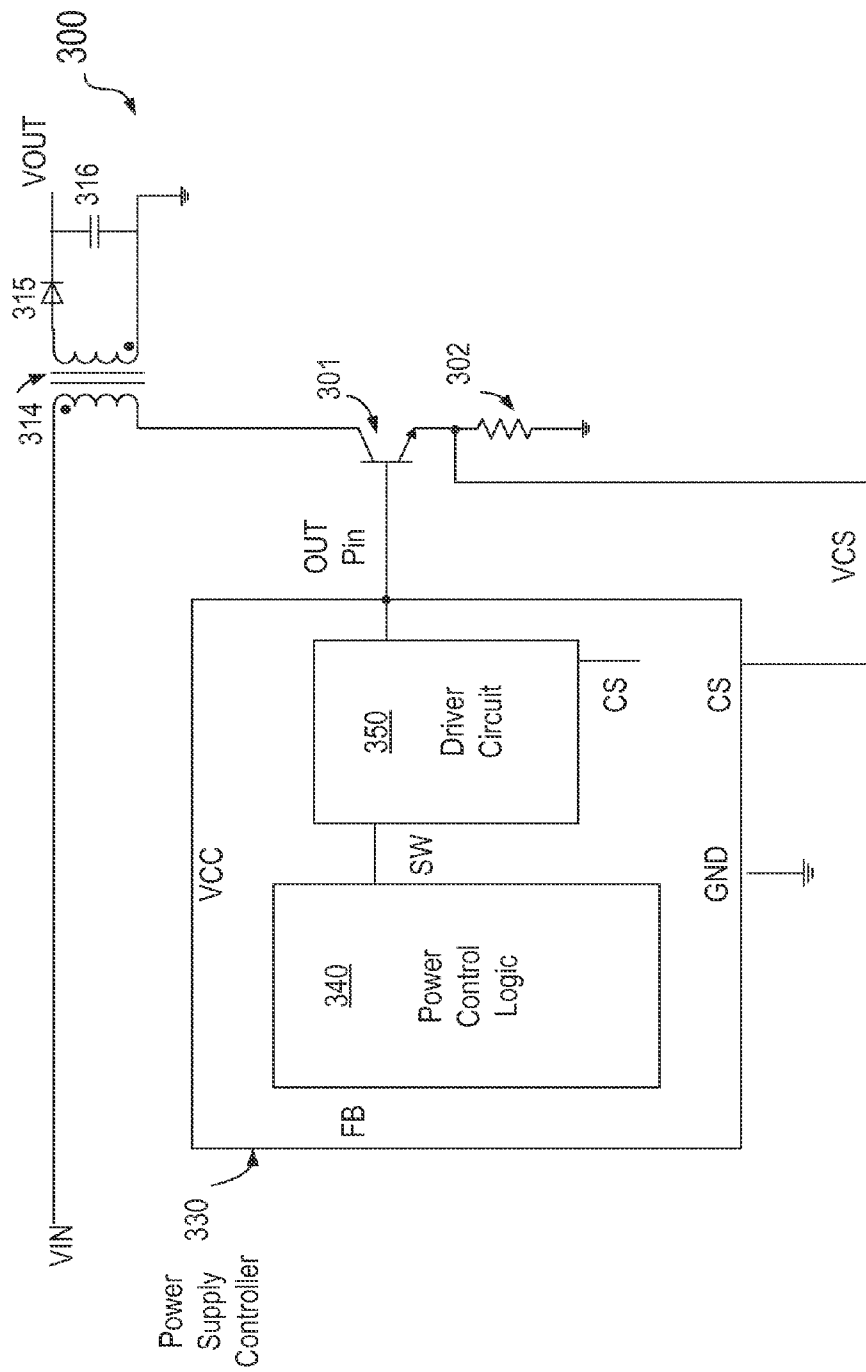 300
VOUT
315
316
314
VIN
301
302
OUT
Pin
Power
Supply
Controller
330
VCC
FB
340
Power
Control
Logic
SW
350
Driver
Circuit
CS
GND
CS
VCS